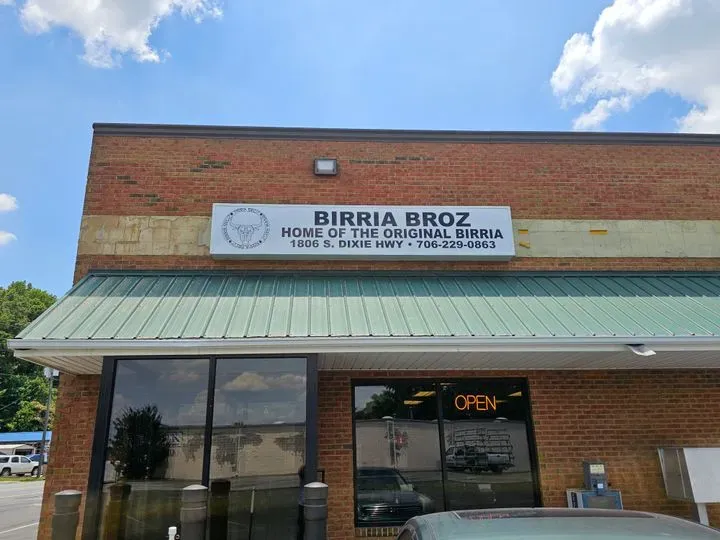 BIRRIA BROZ
HOME OF THE ORIGINAL BIRRIA
1806 S. DIXIE HWY • 706-229-0863
OPEN